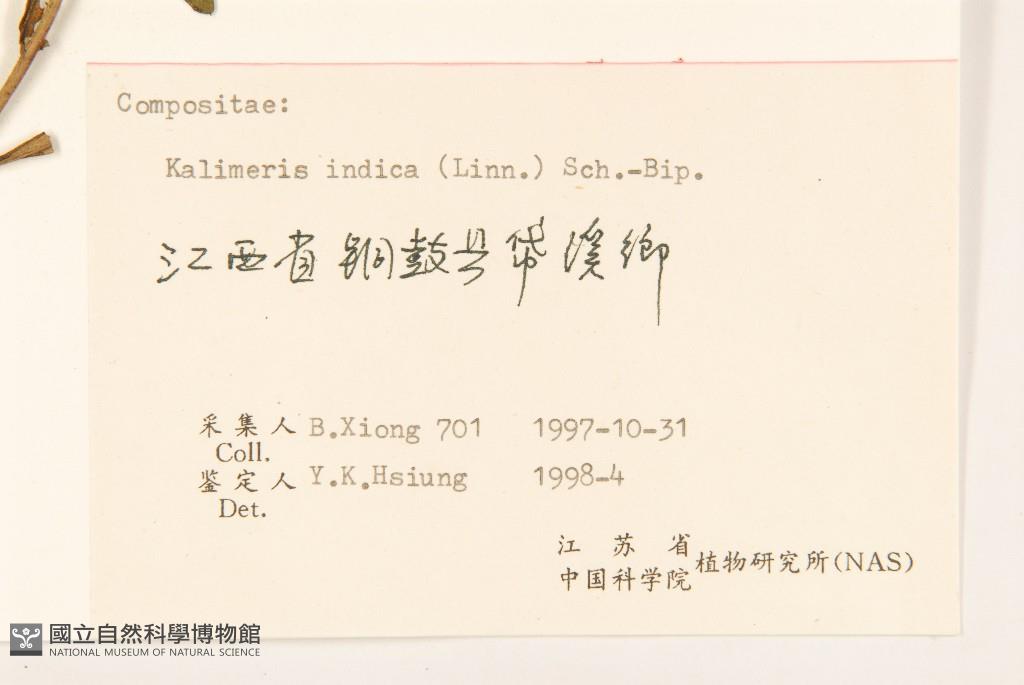 Compositae:
Kalimeris indica (Linn.) Sch.-Bip.
江西省铜鼓县帒溪鄉
采集人 B.Xiong 701 1997-10-31
Coll.
鉴定人 Y.K.Hsiung 1998-4
Det.
江苏省
中国科学院 植物研究所(NAS)
國立自然科學博物館
NATIONAL MUSEUM OF NATURAL SCIENCE